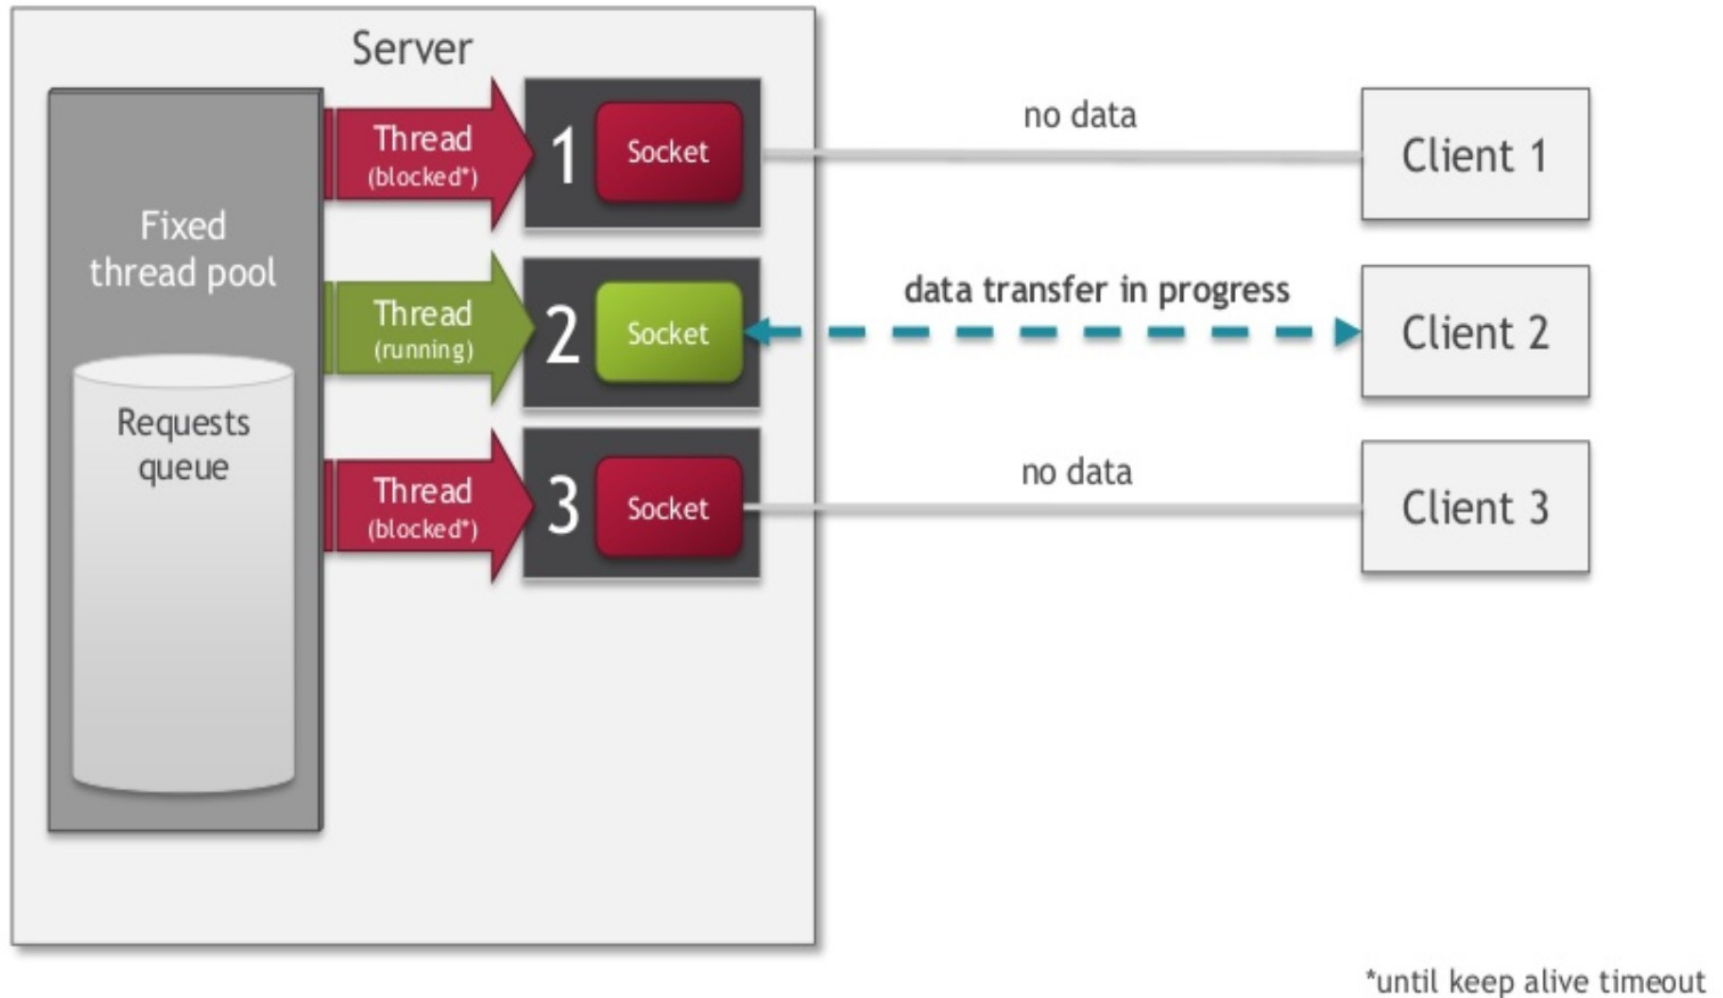 Server
Fixed
thread pool
Requests
queue
Thread
(blocked*)
1
Socket
no data
Client 1
Thread
(running)
2
Socket
data transfer in progress
Client 2
Thread
(blocked*)
3
Socket
no data
Client 3
*until keep alive timeout